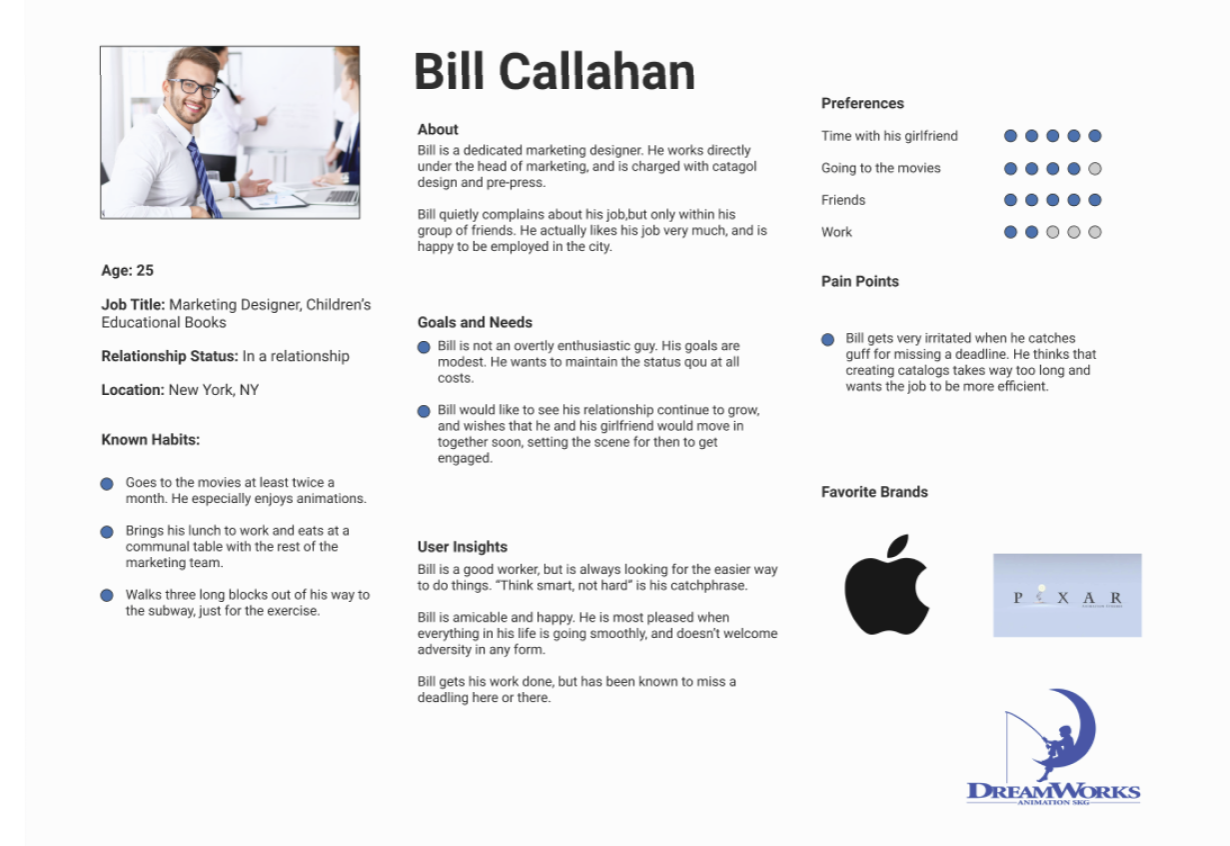 Bill Callahan
Age: 25
Job Title: Marketing Designer, Children's
Educational Books
Relationship Status: In a relationship
Location: New York, NY
Known Habits:
Goes to the movies at least twice a
month. He especially enjoys animations.
Brings his lunch to work and eats at a
communal table with the rest of the
marketing team.
Walks three long blocks out of his way to
the subway, just for the exercise.
About
Bill is a dedicated marketing designer. He works directly
under the head of marketing, and is charged with catagol
design and pre-press.
Bill quietly complains about his job,but only within his
group of friends. He actually likes his job very much, and is
happy to be employed in the city.
Goals and Needs
Bill is not an overtly enthusiastic guy. His goals are
modest. He wants to maintain the status qou at all
costs.
Bill would like to see his relationship continue to grow,
and wishes that he and his girlfriend would move in
together soon, setting the scene for then to get
engaged.
User Insights
Bill is a good worker, but is always looking for the easier way
to do things. “Think smart, not hard” is his catchphrase.
Bill is amicable and happy. He is most pleased when
everything in his life is going smoothly, and doesn't welcome
adversity in any form.
Bill gets his work done, but has been known to miss a
deadling here or there.
Preferences
Time with his girlfriend
Going to the movies
Friends
Work
Pain Points
Bill gets very irritated when he catches
guff for missing a deadline. He thinks that
creating catalogs takes way too long and
wants the job to be more efficient.
Favorite Brands
P I X A R
DREAMWORKS
ANIMATION SKG